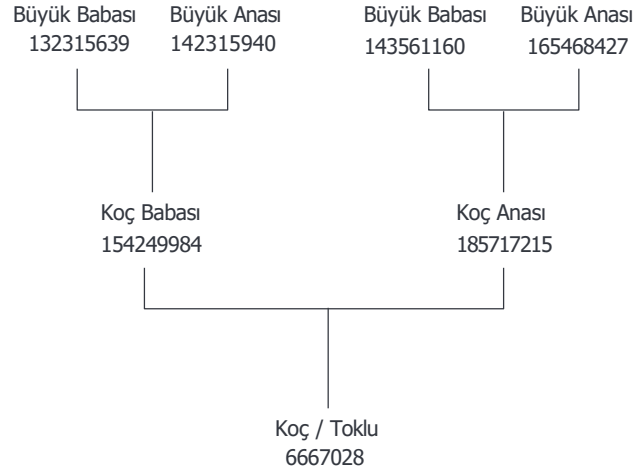 Büyük Babası
132315639
Büyük Anası
142315940
Büyük Babası
143561160
Büyük Anası
165468427
Koç Babası
154249984
Koç Anası
185717215
Koç / Toklu
6667028